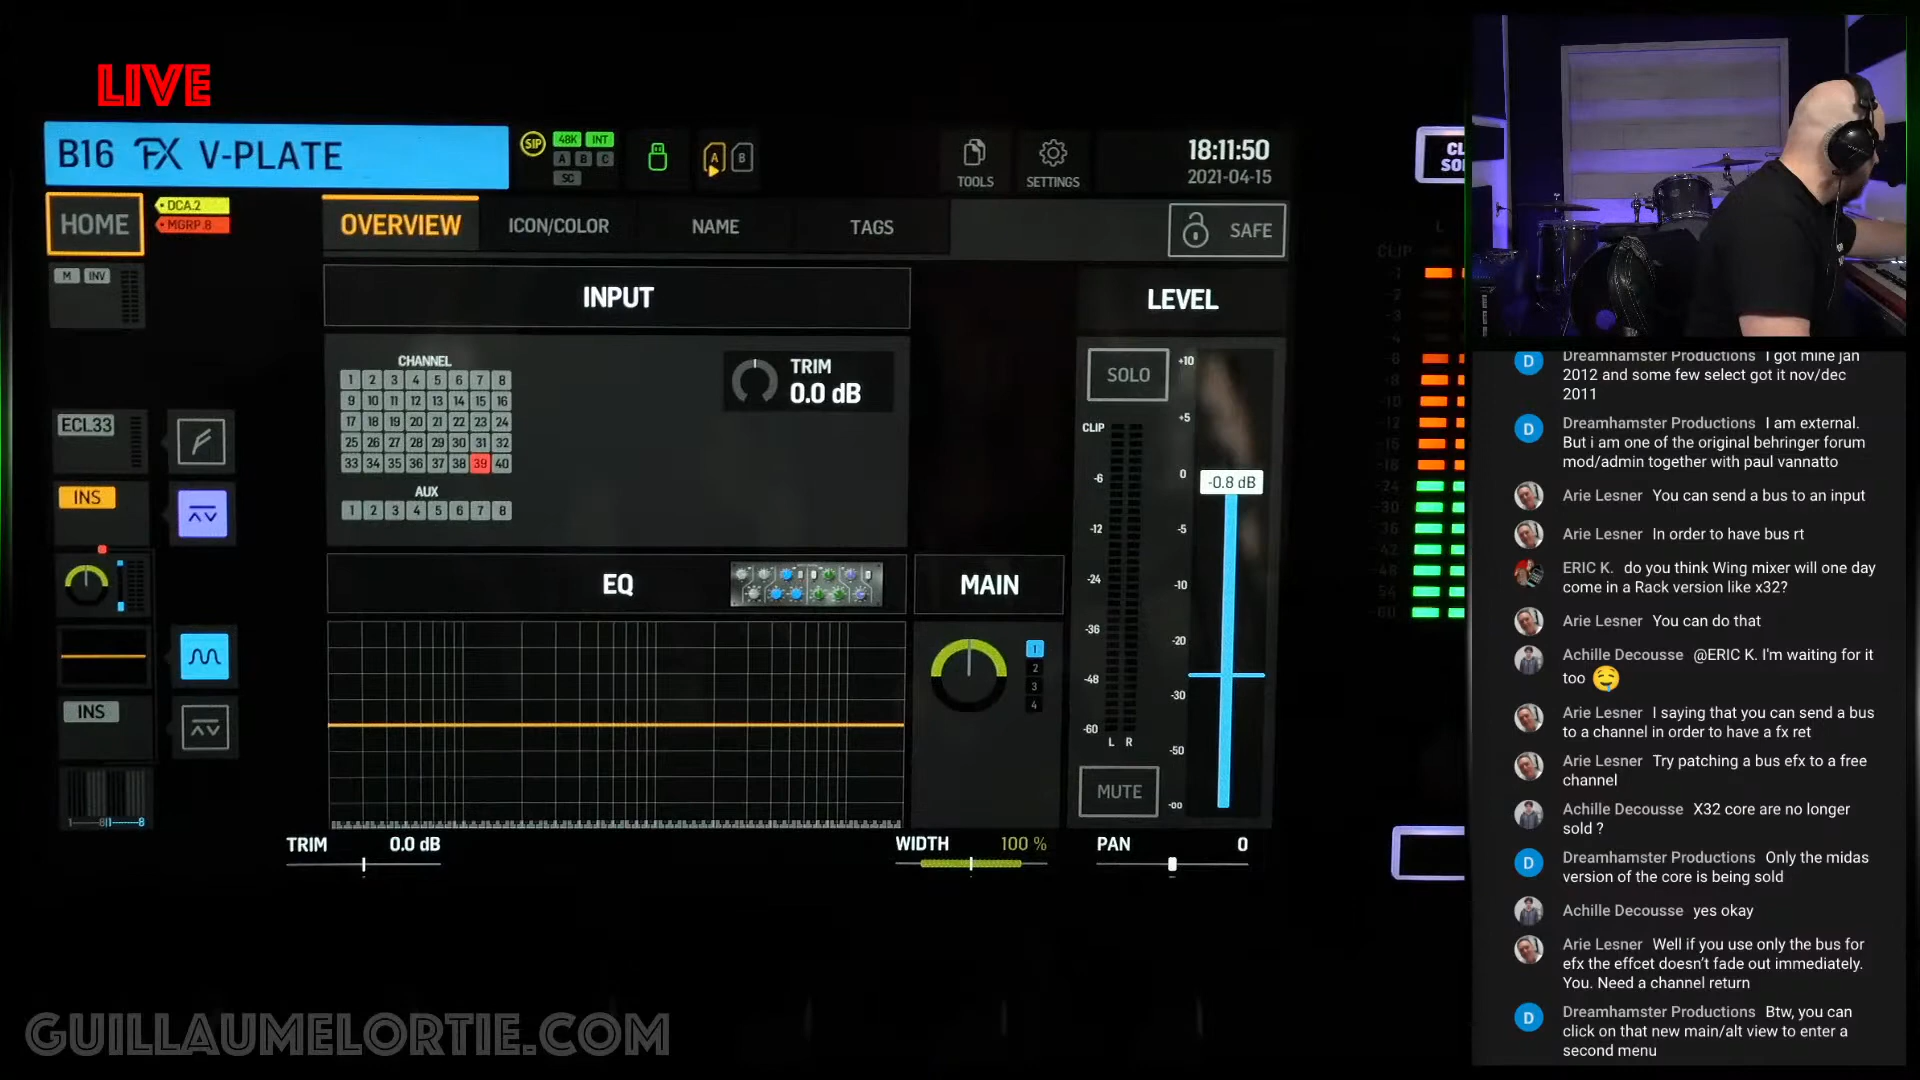 LIVE
B16 FX V-PLATE
SIP
48K INT
A B C
SC
A B
TOOLS
SETTINGS
18:11:50
2021-04-15
HOME
DCA.2
MGRP.8
OVERVIEW
ICON/COLOR
NAME
TAGS
SAFE
M INV
INPUT
LEVEL
CHANNEL
1 2 3 4 5 6 7 8
9 10 11 12 13 14 15 16
17 18 19 20 21 22 23 24
25 26 27 28 29 30 31 32
33 34 35 36 37 38 39 40
AUX
1 2 3 4 5 6 7 8
TRIM
0.0 dB
SOLO
CLIP
-6
-12
-24
-36
-48
-60
L R
+10
+5
0
-5
-10
-20
-30
-50
-oo
-0.8 dB
MUTE
ECL33
INS
INS
EQ
MAIN
1
2
3
4
TRIM 0.0 dB
WIDTH 100 %
PAN 0
CLIP
L
GUILLAUMELORTIE.COM
Dreamhamster Productions I got mine jan
2012 and some few select got it nov/dec
2011
D Dreamhamster Productions I am external.
But i am one of the original behringer forum
mod/admin together with paul vannatto
Arie Lesner You can send a bus to an input
Arie Lesner In order to have bus rt
ERIC K. do you think Wing mixer will one day
come in a Rack version like x32?
Arie Lesner You can do that
Achille Decousse @ERIC K. I'm waiting for it
too 🤤
Arie Lesner I saying that you can send a bus
to a channel in order to have a fx ret
Arie Lesner Try patching a bus efx to a free
channel
Achille Decousse X32 core are no longer
sold ?
D Dreamhamster Productions Only the midas
version of the core is being sold
Achille Decousse yes okay
Arie Lesner Well if you use only the bus for
efx the effcet doesn't fade out immediately.
You. Need a channel return
D Dreamhamster Productions Btw, you can
click on that new main/alt view to enter a
second menu